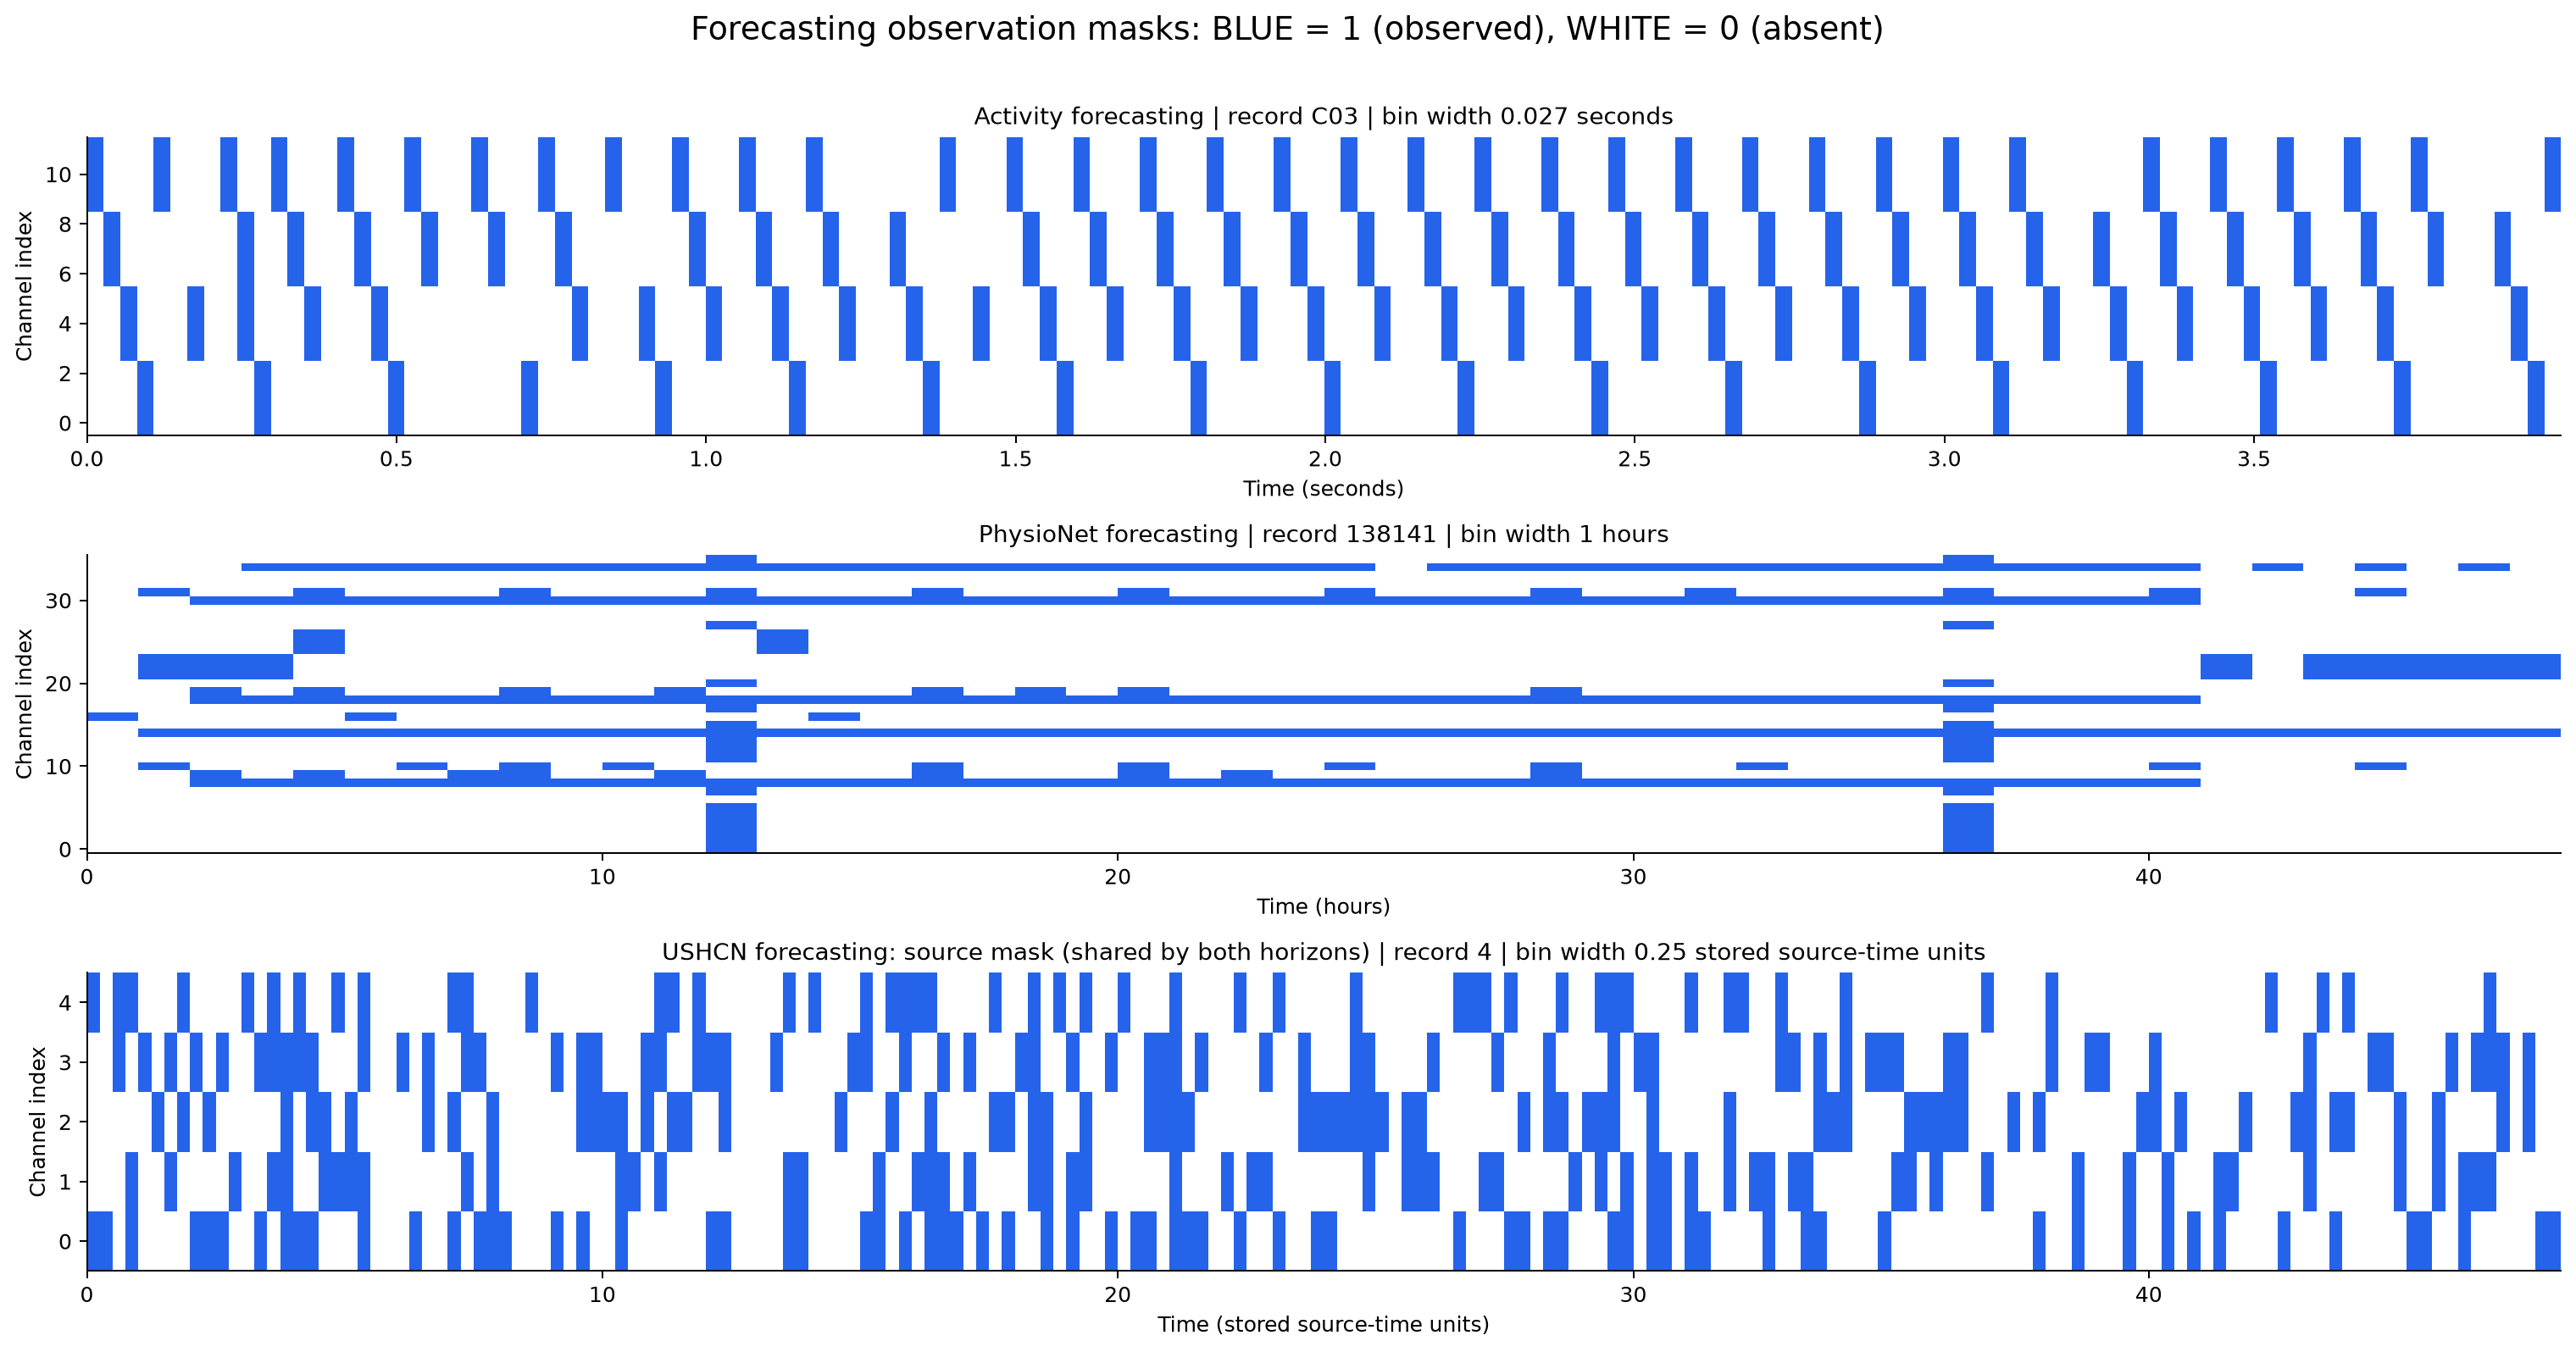 Forecasting observation masks: BLUE = 1 (observed), WHITE = 0 (absent)
Activity forecasting | record C03 | bin width 0.027 seconds
Channel index
10
8
6
4
2
0
0.0 0.5 1.0 1.5 2.0 2.5 3.0 3.5
Time (seconds)
PhysioNet forecasting | record 138141 | bin width 1 hours
Channel index
30
20
10
0
0 10 20 30 40
Time (hours)
USHCN forecasting: source mask (shared by both horizons) | record 4 | bin width 0.25 stored source-time units
Channel index
4
3
2
1
0
0 10 20 30 40
Time (stored source-time units)